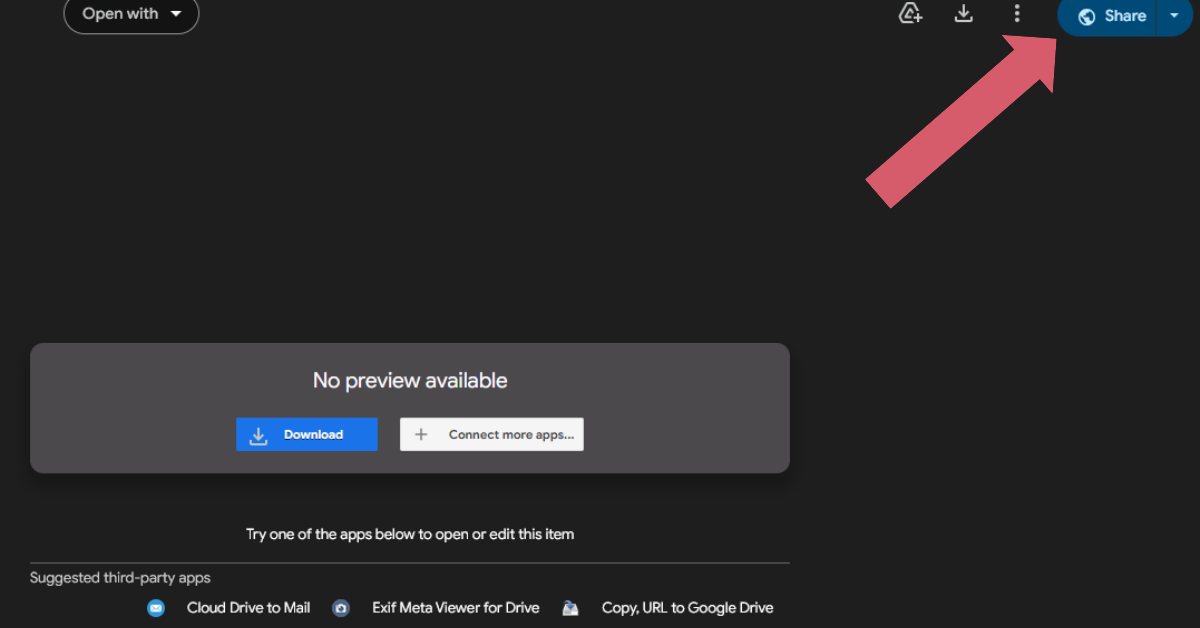 Open with
Share
No preview available
Download
Connect more apps...
Try one of the apps below to open or edit this item
Suggested third-party apps
Cloud Drive to Mail
Exif Meta Viewer for Drive
Copy, URL to Google Drive